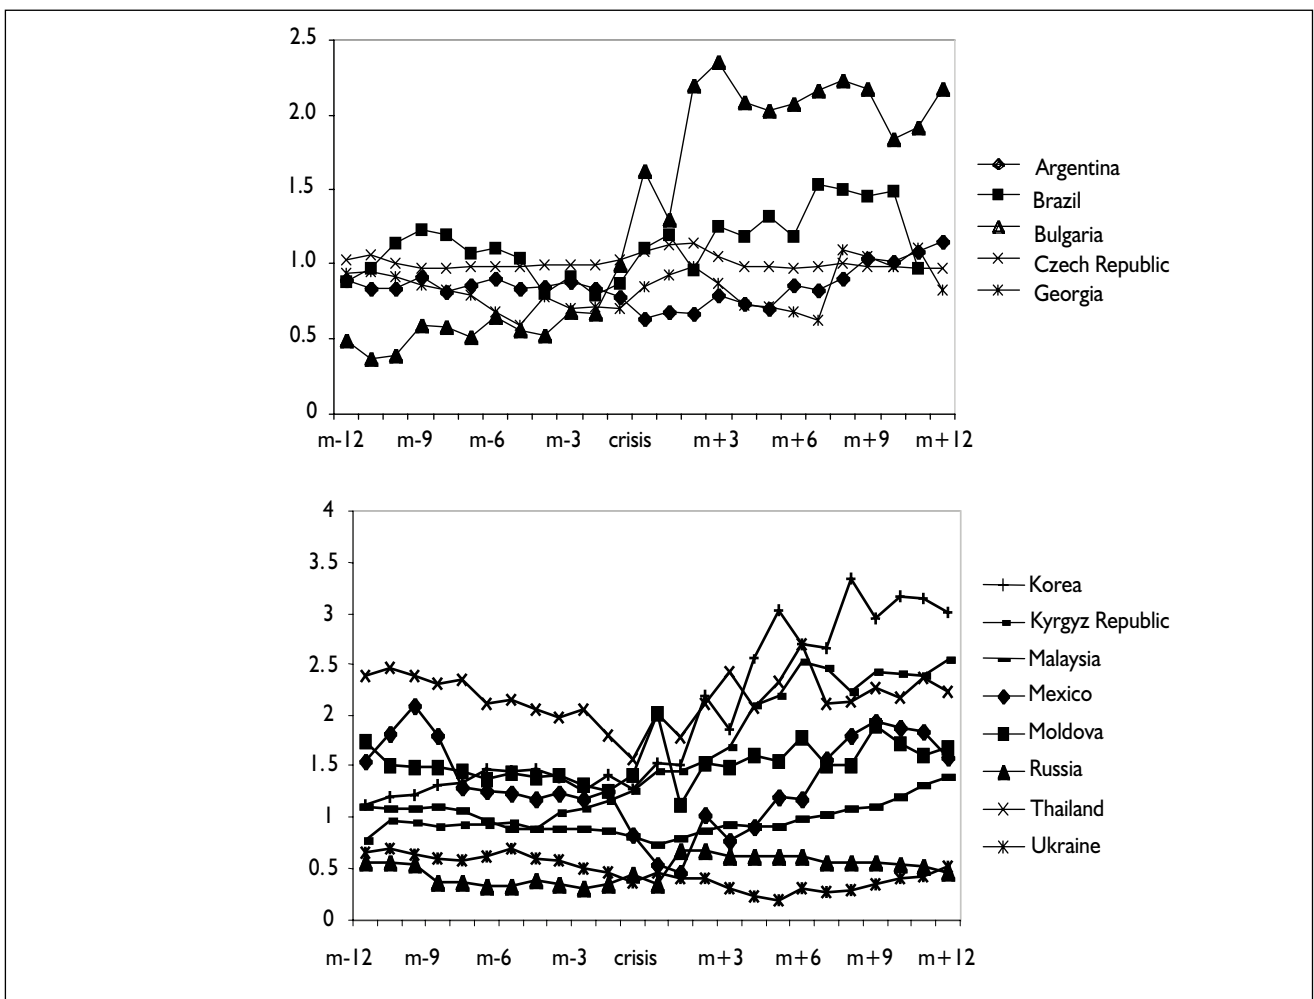 2.5
2.0
1.5
1.0
0.5
0
m-12 m-9 m-6 m-3 crisis m+3 m+6 m+9 m+12
Argentina
Brazil
Bulgaria
Czech Republic
Georgia
4
3.5
3
2.5
2
1.5
1
0.5
0
m-12 m-9 m-6 m-3 crisis m+3 m+6 m+9 m+12
Korea
Kyrgyz Republic
Malaysia
Mexico
Moldova
Russia
Thailand
Ukraine